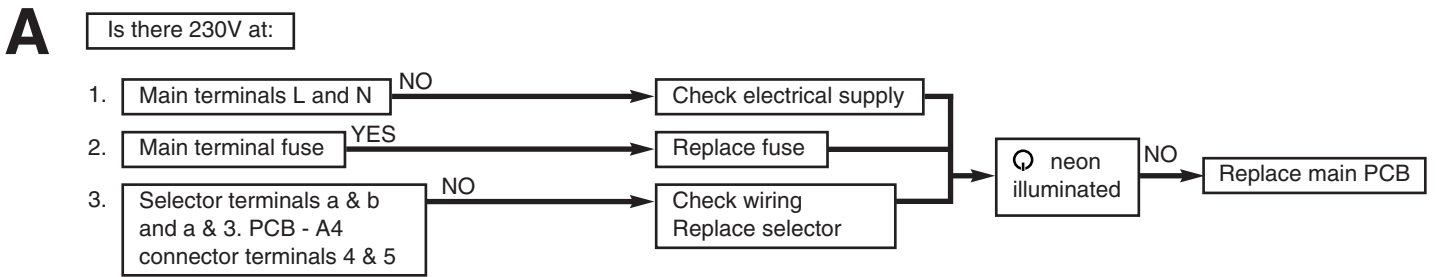 A
Is there 230V at:
1. Main terminals L and N
NO
Check electrical supply
2. Main terminal fuse
YES
Replace fuse
3. Selector terminals a & b
and a & 3. PCB - A4
connector terminals 4 & 5
NO
Check wiring
Replace selector
neon
illuminated
NO
Replace main PCB